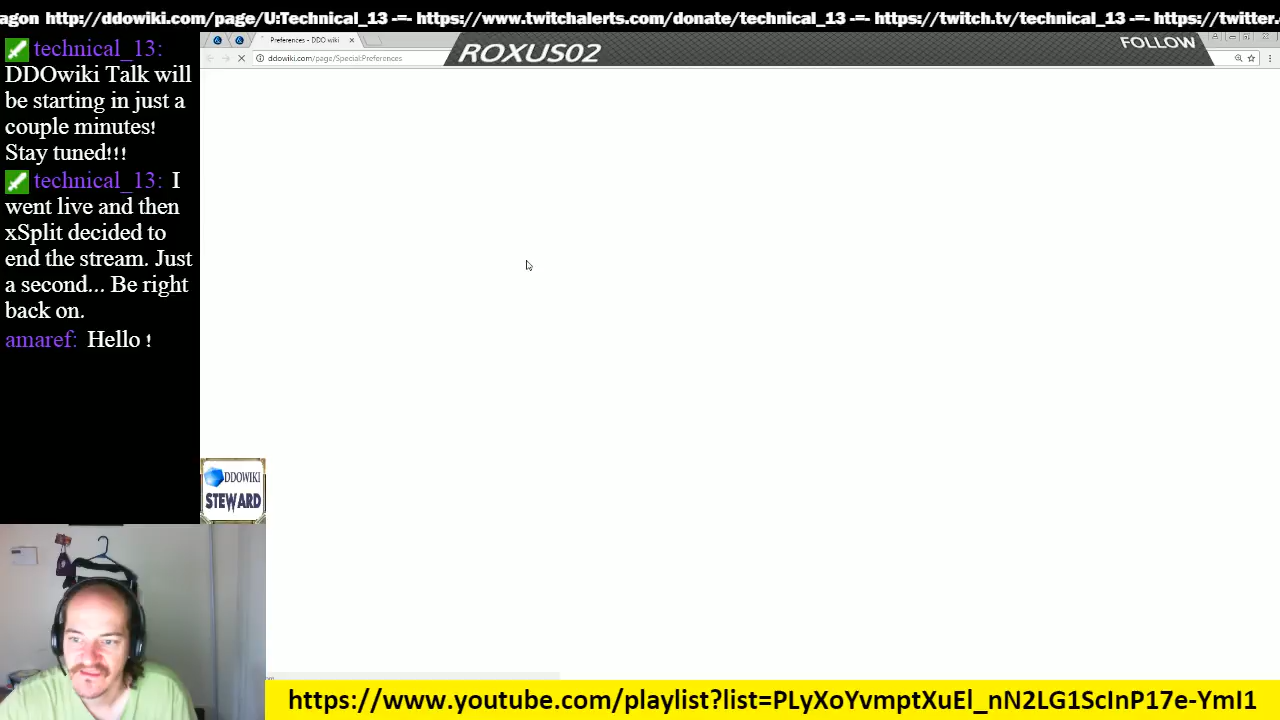 agon http://ddowiki.com/page/U:Technical_13 -=- https://www.twitchalerts.com/donate/technical_13 -=- https://twitch.tv/technical_13 -=- https://twitter.c
Preferences - DDO wiki
ddowiki.com/page/Special:Preferences
ROXUS02
FOLLOW
technical_13:
DDOwiki Talk will
be starting in just a
couple minutes!
Stay tuned!!!
technical_13: I
went live and then
xSplit decided to
end the stream. Just
a second... Be right
back on.
amaref: Hello !
DDOWIKI
STEWARD
https://www.youtube.com/playlist?list=PLyXoYvmptXuEl_nN2LG1ScInP17e-YmI1